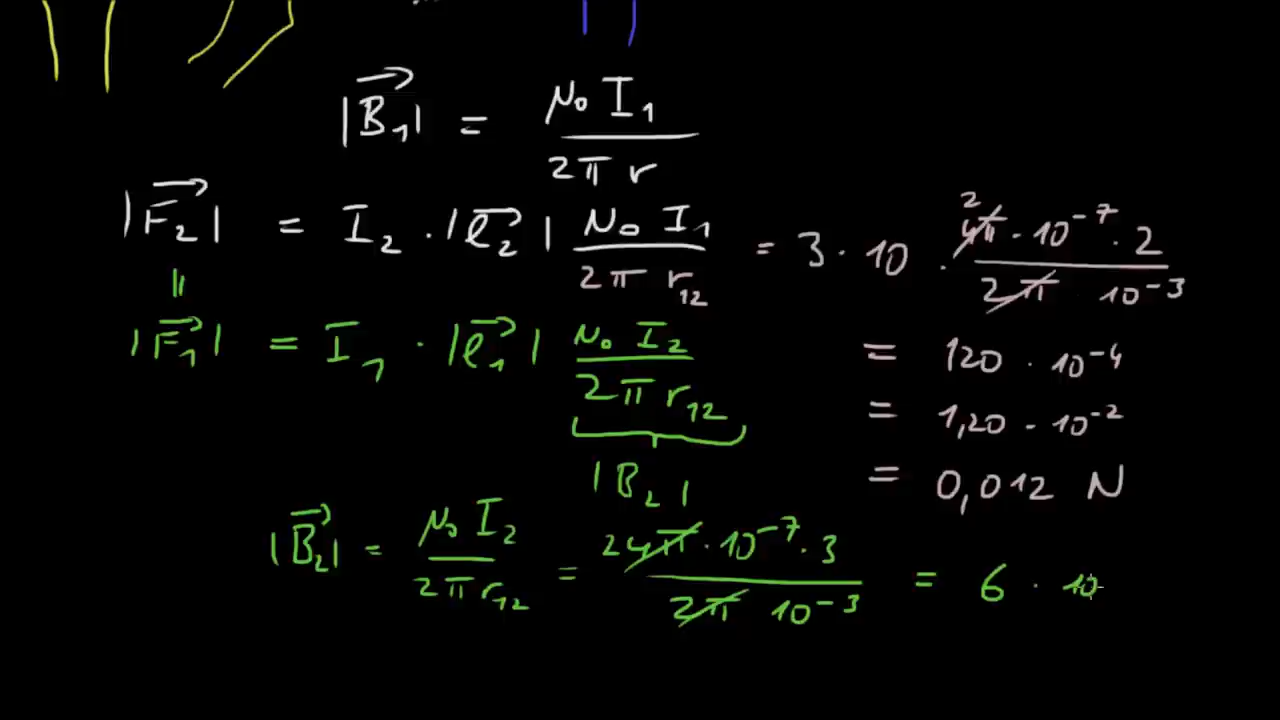 |B₁| = μ₀ I₁ / 2π r
|F₂| = I₂ · |ℓ₂| μ₀ I₁ / 2π r₁₂ = 3 · 10 · 2 4π · 10⁻⁷ · 2 / 2π 10⁻³
=
|F₁| = I₁ · |ℓ₁| μ₀ I₂ / 2π r₁₂
= 120 · 10⁻⁴
= 1,20 · 10⁻²
|B₂|
= 0,012 N
|B₂| = μ₀ I₂ / 2π r₁₂ = 2 4π · 10⁻⁷ · 3 / 2π 10⁻³ = 6 · 10